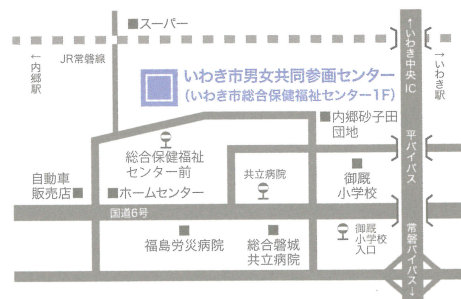 ■スーパー
↑いわき中央IC
JR常磐線
←内郷駅
→いわき駅
いわき市男女共同参画センター
（いわき市総合保健福祉センター1F）
■内郷砂子田
団地
平バイパス
総合保健福祉
センター前
共立病院
■
御厩
小学校
自動車
販売店■
■ホームセンター
国道6号
■
福島労災病院
■
総合磐城
共立病院
御厩
小学校
入口
常磐バイパス→